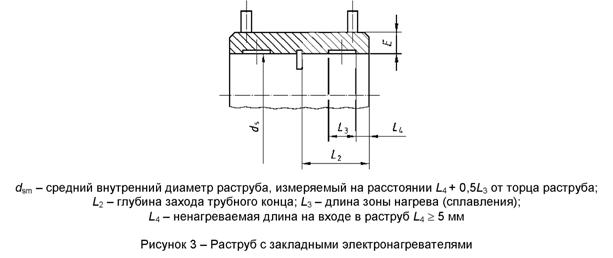 E
dₛ
L₃
L₄
L₂
dsm – средний внутренний диаметр раструба, измеряемый на расстоянии L4 + 0,5L3 от торца раструба;
L2 – глубина захода трубного конца; L3 – длина зоны нагрева (сплавления);
L4 – ненагреваемая длина на входе в раструб L4 ≥ 5 мм
Рисунок 3 – Раструб с закладными электронагревателями